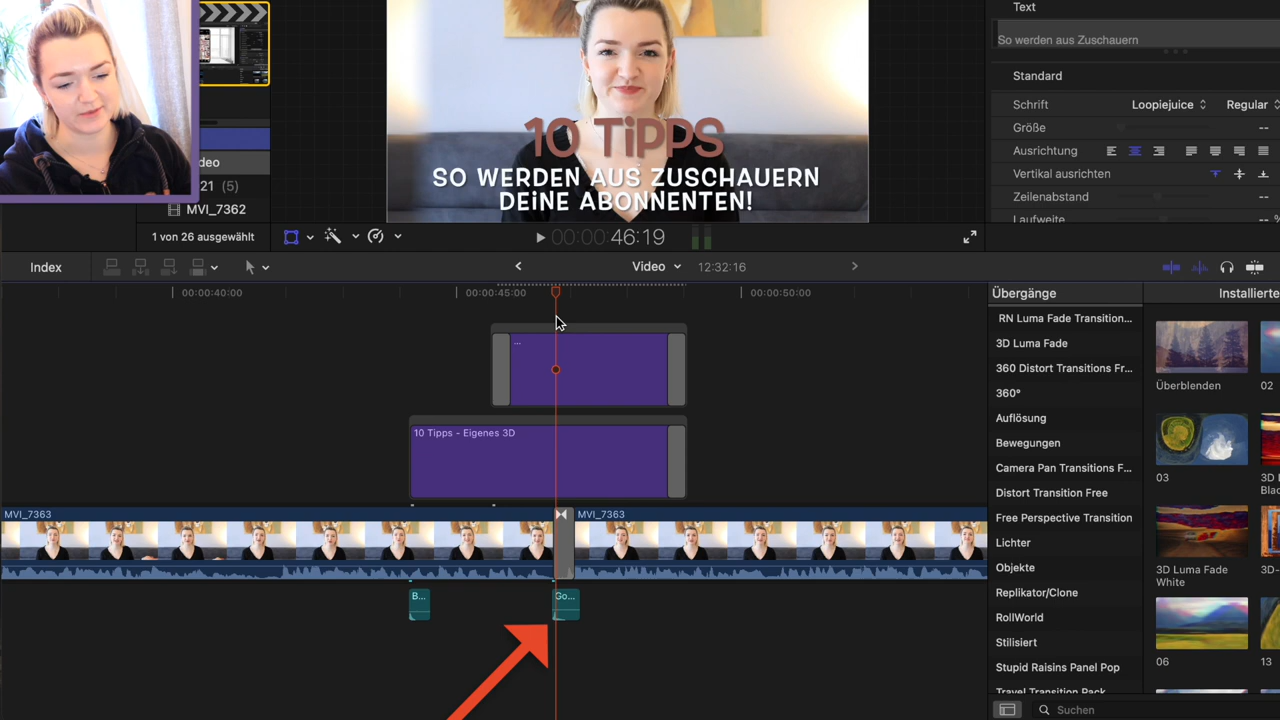 deo
21 (5)
MVI_7362
1 von 26 ausgewählt
10 TiPPS
SO WERDEN AUS ZUSCHAUERN
DEiNE ABONNENTEN!
Text
So werden aus Zuschauern
Standard
Schrift Loopiejuice Regular
Größe --
Ausrichtung
Vertikal ausrichten
Zeilenabstand --
Laufweite %
00:00:46:19
Index
Video 12:32:16
00:00:40:00 00:00:45:00 00:00:50:00
...
10 Tipps - Eigenes 3D
MVI_7363 MVI_7363
B... Go...
Übergänge Installierte
RN Luma Fade Transition...
3D Luma Fade
360 Distort Transitions Fr...
360°
Auflösung
Bewegungen
Camera Pan Transitions F...
Distort Transition Free
Free Perspective Transition
Lichter
Objekte
Replikator/Clone
RollWorld
Stilisiert
Stupid Raisins Panel Pop
Travel Transition Pack
Überblenden 02
03 3D L
Blac
3D Luma Fade
White
3D-
06 13
Suchen